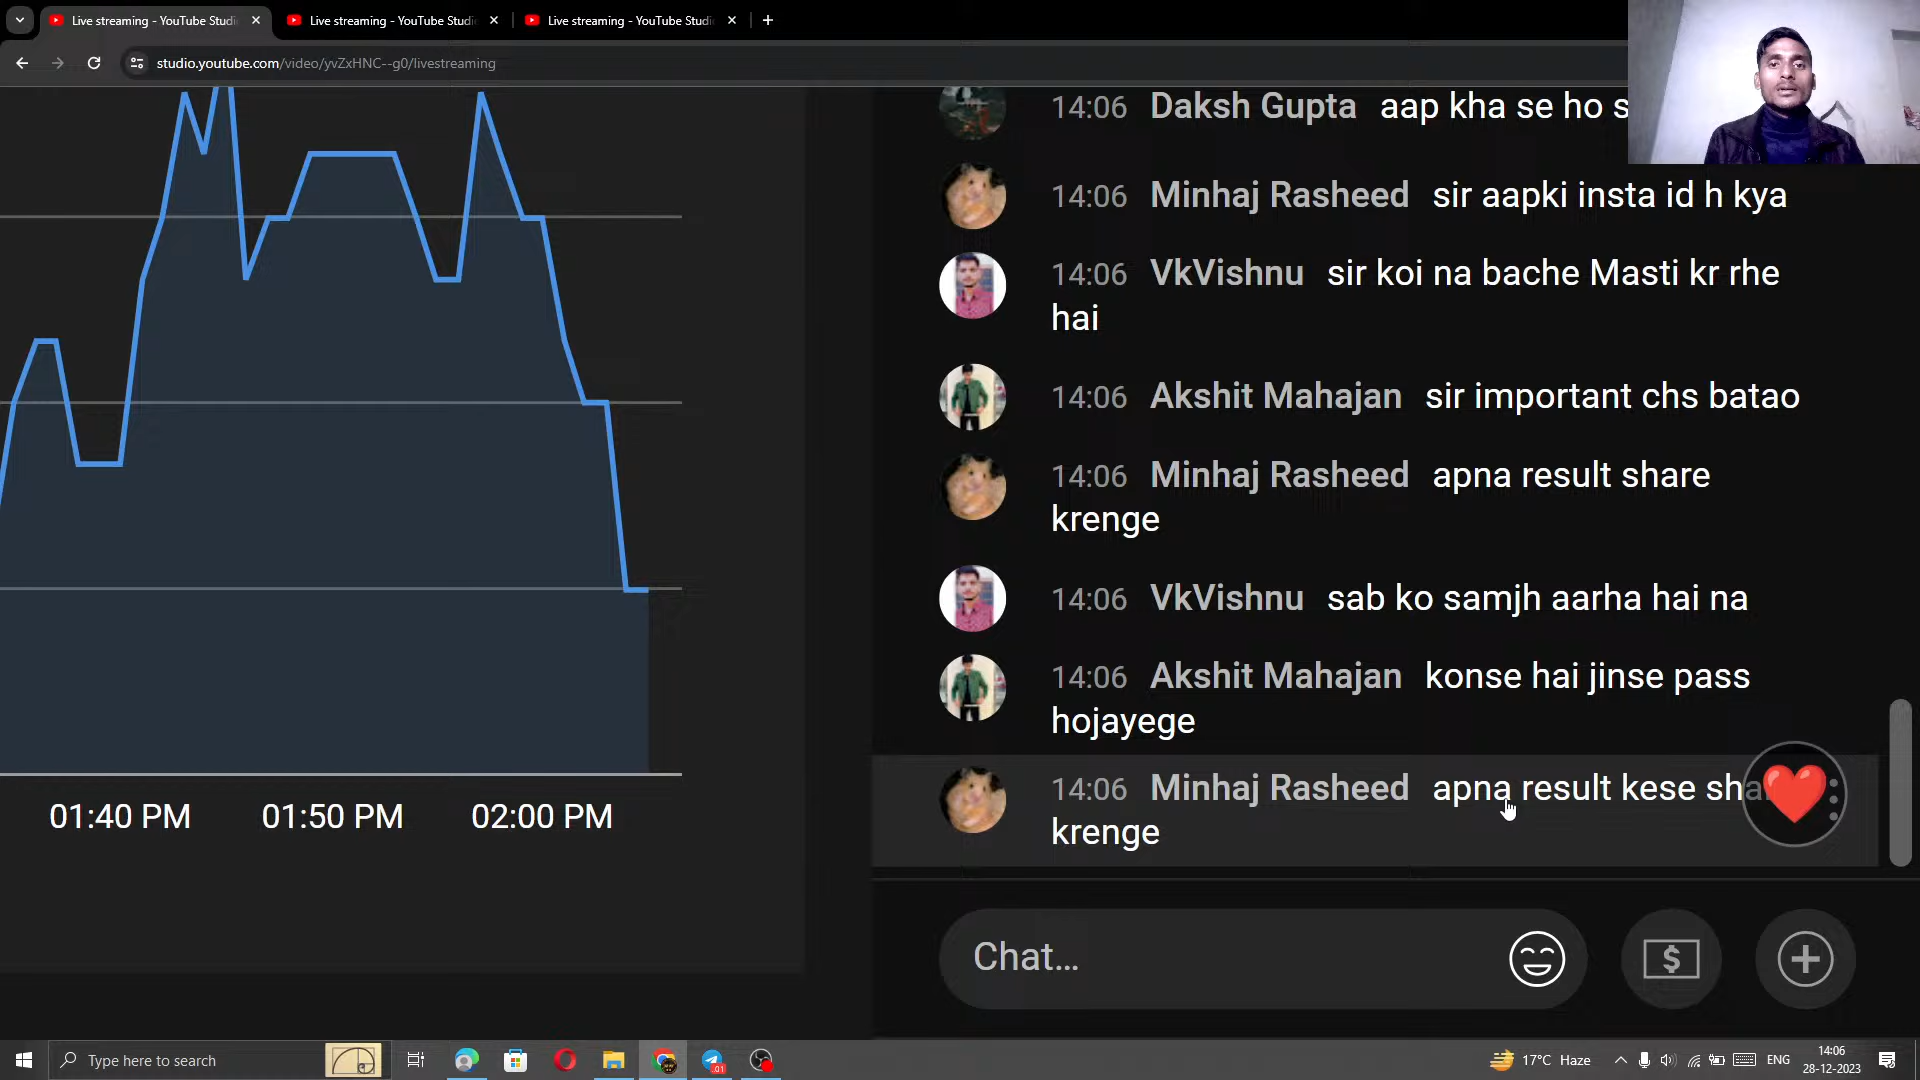 Live streaming - YouTube Studi
Live streaming - YouTube Studi
Live streaming - YouTube Studi
studio.youtube.com/video/yvZxHNC--g0/livestreaming
14:06 Daksh Gupta aap kha se ho s
14:06 Minhaj Rasheed sir aapki insta id h kya
14:06 VkVishnu sir koi na bache Masti kr rhe
hai
14:06 Akshit Mahajan sir important chs batao
14:06 Minhaj Rasheed apna result share
krenge
14:06 VkVishnu sab ko samjh aarha hai na
14:06 Akshit Mahajan konse hai jinse pass
hojayege
14:06 Minhaj Rasheed apna result kese sha
krenge
01:40 PM 01:50 PM 02:00 PM
Chat...
$
Type here to search
.01
17°C Haze
ENG
14:06
28-12-2023